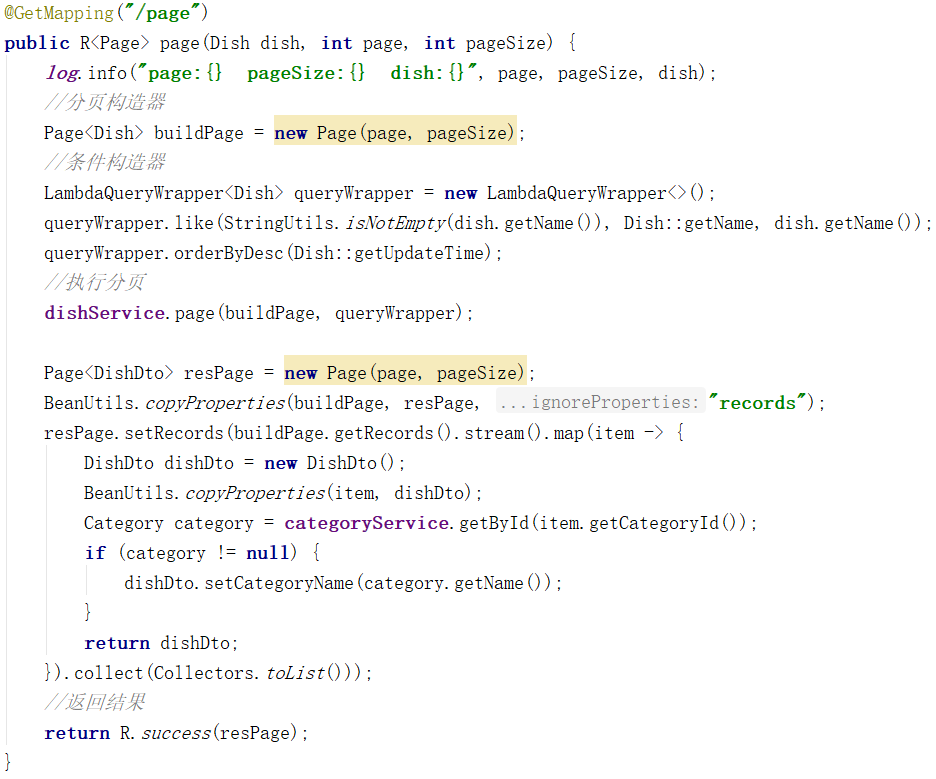 @GetMapping("/page")
public R<Page> page(Dish dish, int page, int pageSize) {
    log.info("page:{}  pageSize:{}  dish:{}", page, pageSize, dish);
    //分页构造器
    Page<Dish> buildPage = new Page(page, pageSize);
    //条件构造器
    LambdaQueryWrapper<Dish> queryWrapper = new LambdaQueryWrapper<>();
    queryWrapper.like(StringUtils.isNotEmpty(dish.getName()), Dish::getName, dish.getName());
    queryWrapper.orderByDesc(Dish::getUpdateTime);
    //执行分页
    dishService.page(buildPage, queryWrapper);
    Page<DishDto> resPage = new Page(page, pageSize);
    BeanUtils.copyProperties(buildPage, resPage, ...ignoreProperties: "records");
    resPage.setRecords(buildPage.getRecords().stream().map(item -> {
        DishDto dishDto = new DishDto();
        BeanUtils.copyProperties(item, dishDto);
        Category category = categoryService.getById(item.getCategoryId());
        if (category != null) {
            dishDto.setCategoryName(category.getName());
        }
        return dishDto;
    }).collect(Collectors.toList()));
    //返回结果
    return R.success(resPage);
}